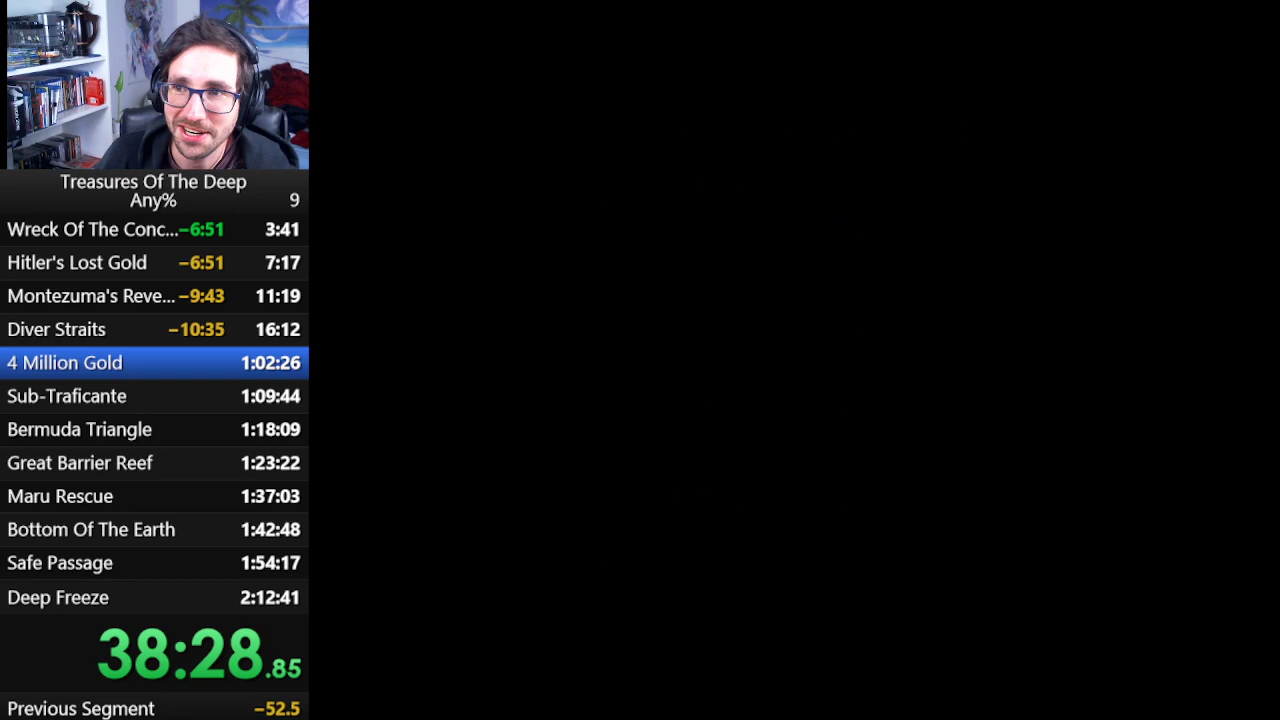 Treasures Of The Deep
Any% 9
Wreck Of The Conc... −6:51 3:41
Hitler's Lost Gold −6:51 7:17
Montezuma's Reve... −9:43 11:19
Diver Straits −10:35 16:12
4 Million Gold 1:02:26
Sub-Traficante 1:09:44
Bermuda Triangle 1:18:09
Great Barrier Reef 1:23:22
Maru Rescue 1:37:03
Bottom Of The Earth 1:42:48
Safe Passage 1:54:17
Deep Freeze 2:12:41
38:28.85
Previous Segment −52.5